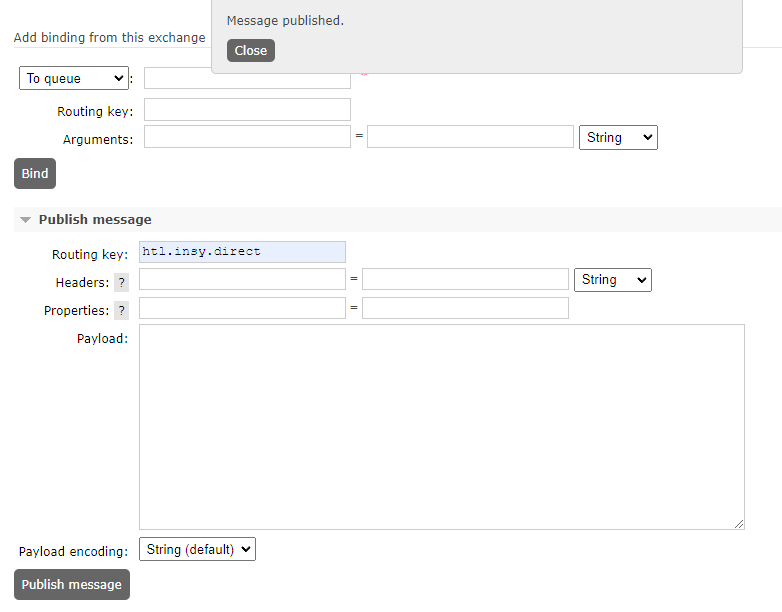 Message published.
Close
Add binding from this exchange
To queue :
Routing key:
Arguments: = String
Bind
Publish message
Routing key: htl.insy.direct
Headers: ? = String
Properties: ? =
Payload:
Payload encoding: String (default)
Publish message